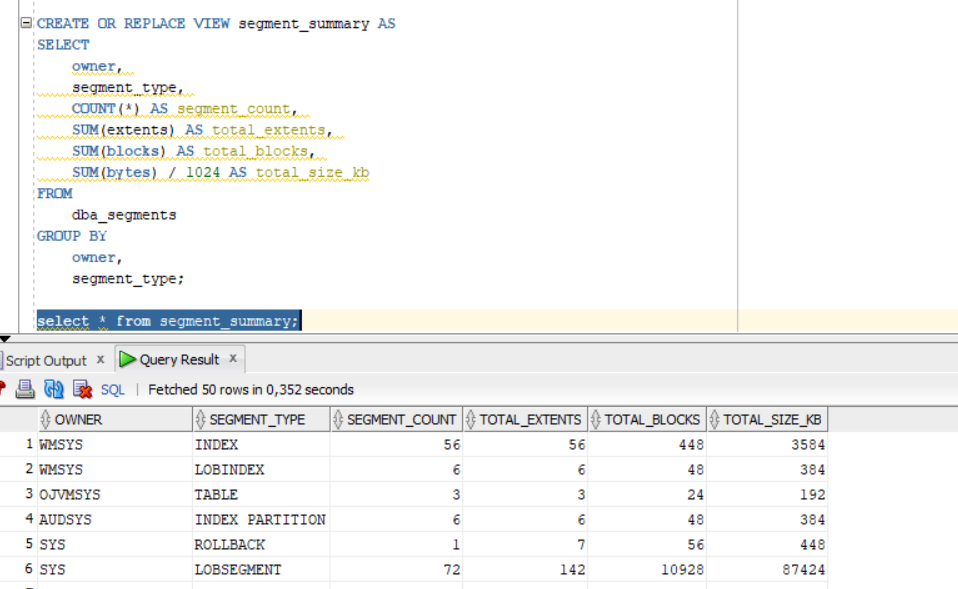 CREATE OR REPLACE VIEW segment_summary AS
SELECT
owner,
segment_type,
COUNT(*) AS segment_count,
SUM(extents) AS total_extents,
SUM(blocks) AS total_blocks,
SUM(bytes) / 1024 AS total_size_kb
FROM
dba_segments
GROUP BY
owner,
segment_type;
select * from segment_summary;
Script Output x Query Result x
SQL | Fetched 50 rows in 0,352 seconds
OWNER SEGMENT_TYPE SEGMENT_COUNT TOTAL_EXTENTS TOTAL_BLOCKS TOTAL_SIZE_KB
1 WMSYS INDEX 56 56 448 3584
2 WMSYS LOBINDEX 6 6 48 384
3 OJVMSYS TABLE 3 3 24 192
4 AUDSYS INDEX PARTITION 6 6 48 384
5 SYS ROLLBACK 1 7 56 448
6 SYS LOBSEGMENT 72 142 10928 87424